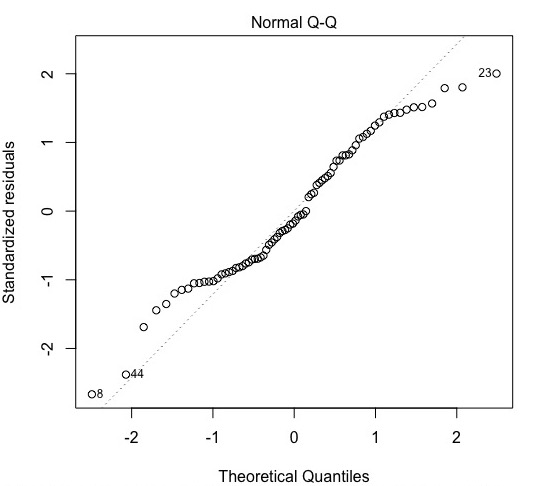 Normal Q-Q
Standardized residuals
2
1
0
-1
-2
23
44
8
-2 -1 0 1 2
Theoretical Quantiles